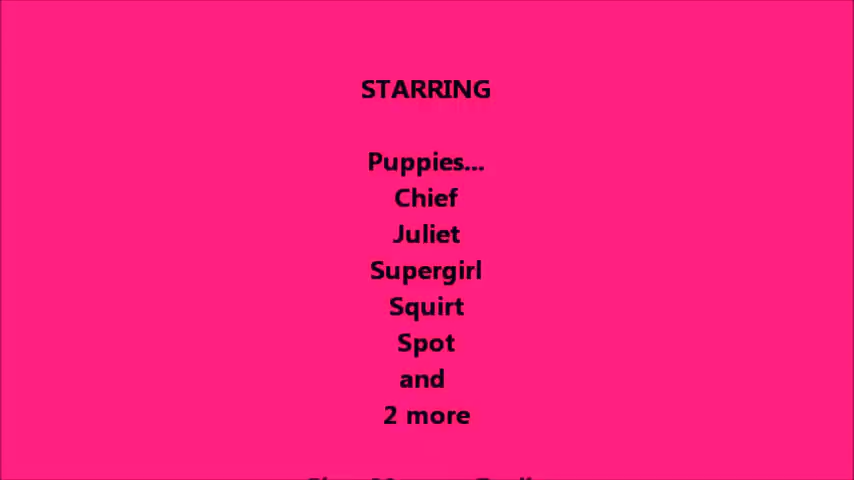 STARRING
Puppies...
Chief
Juliet
Supergirl
Squirt
Spot
and
2 more